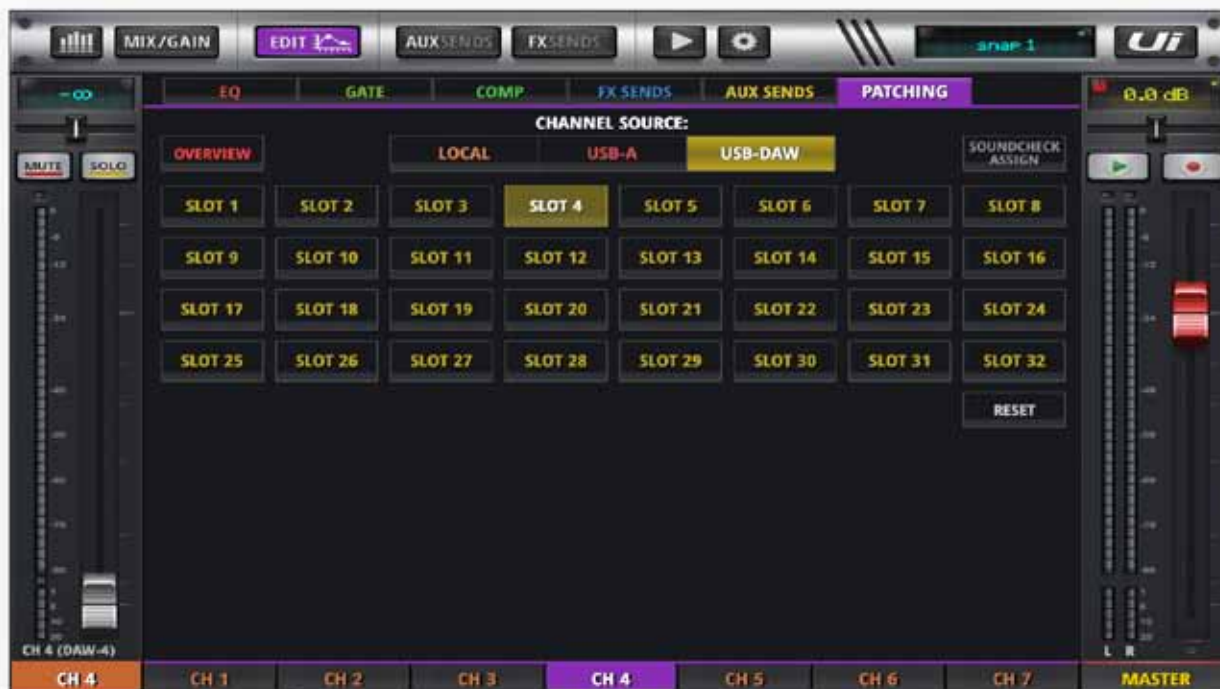 MIX/GAIN EDIT AUXSENDS FXSENDS snap 1 Ui
-∞ EQ GATE COMP FX SENDS AUX SENDS PATCHING 0.0 dB
CHANNEL SOURCE:
OVERVIEW LOCAL USB-A USB-DAW SOUNDCHECK ASSIGN
MUTE SOLO
SLOT 1 SLOT 2 SLOT 3 SLOT 4 SLOT 5 SLOT 6 SLOT 7 SLOT 8
SLOT 9 SLOT 10 SLOT 11 SLOT 12 SLOT 13 SLOT 14 SLOT 15 SLOT 16
SLOT 17 SLOT 18 SLOT 19 SLOT 20 SLOT 21 SLOT 22 SLOT 23 SLOT 24
SLOT 25 SLOT 26 SLOT 27 SLOT 28 SLOT 29 SLOT 30 SLOT 31 SLOT 32
RESET
CH 4 (DAW-4) L R
CH 4 CH 1 CH 2 CH 3 CH 4 CH 5 CH 6 CH 7 MASTER